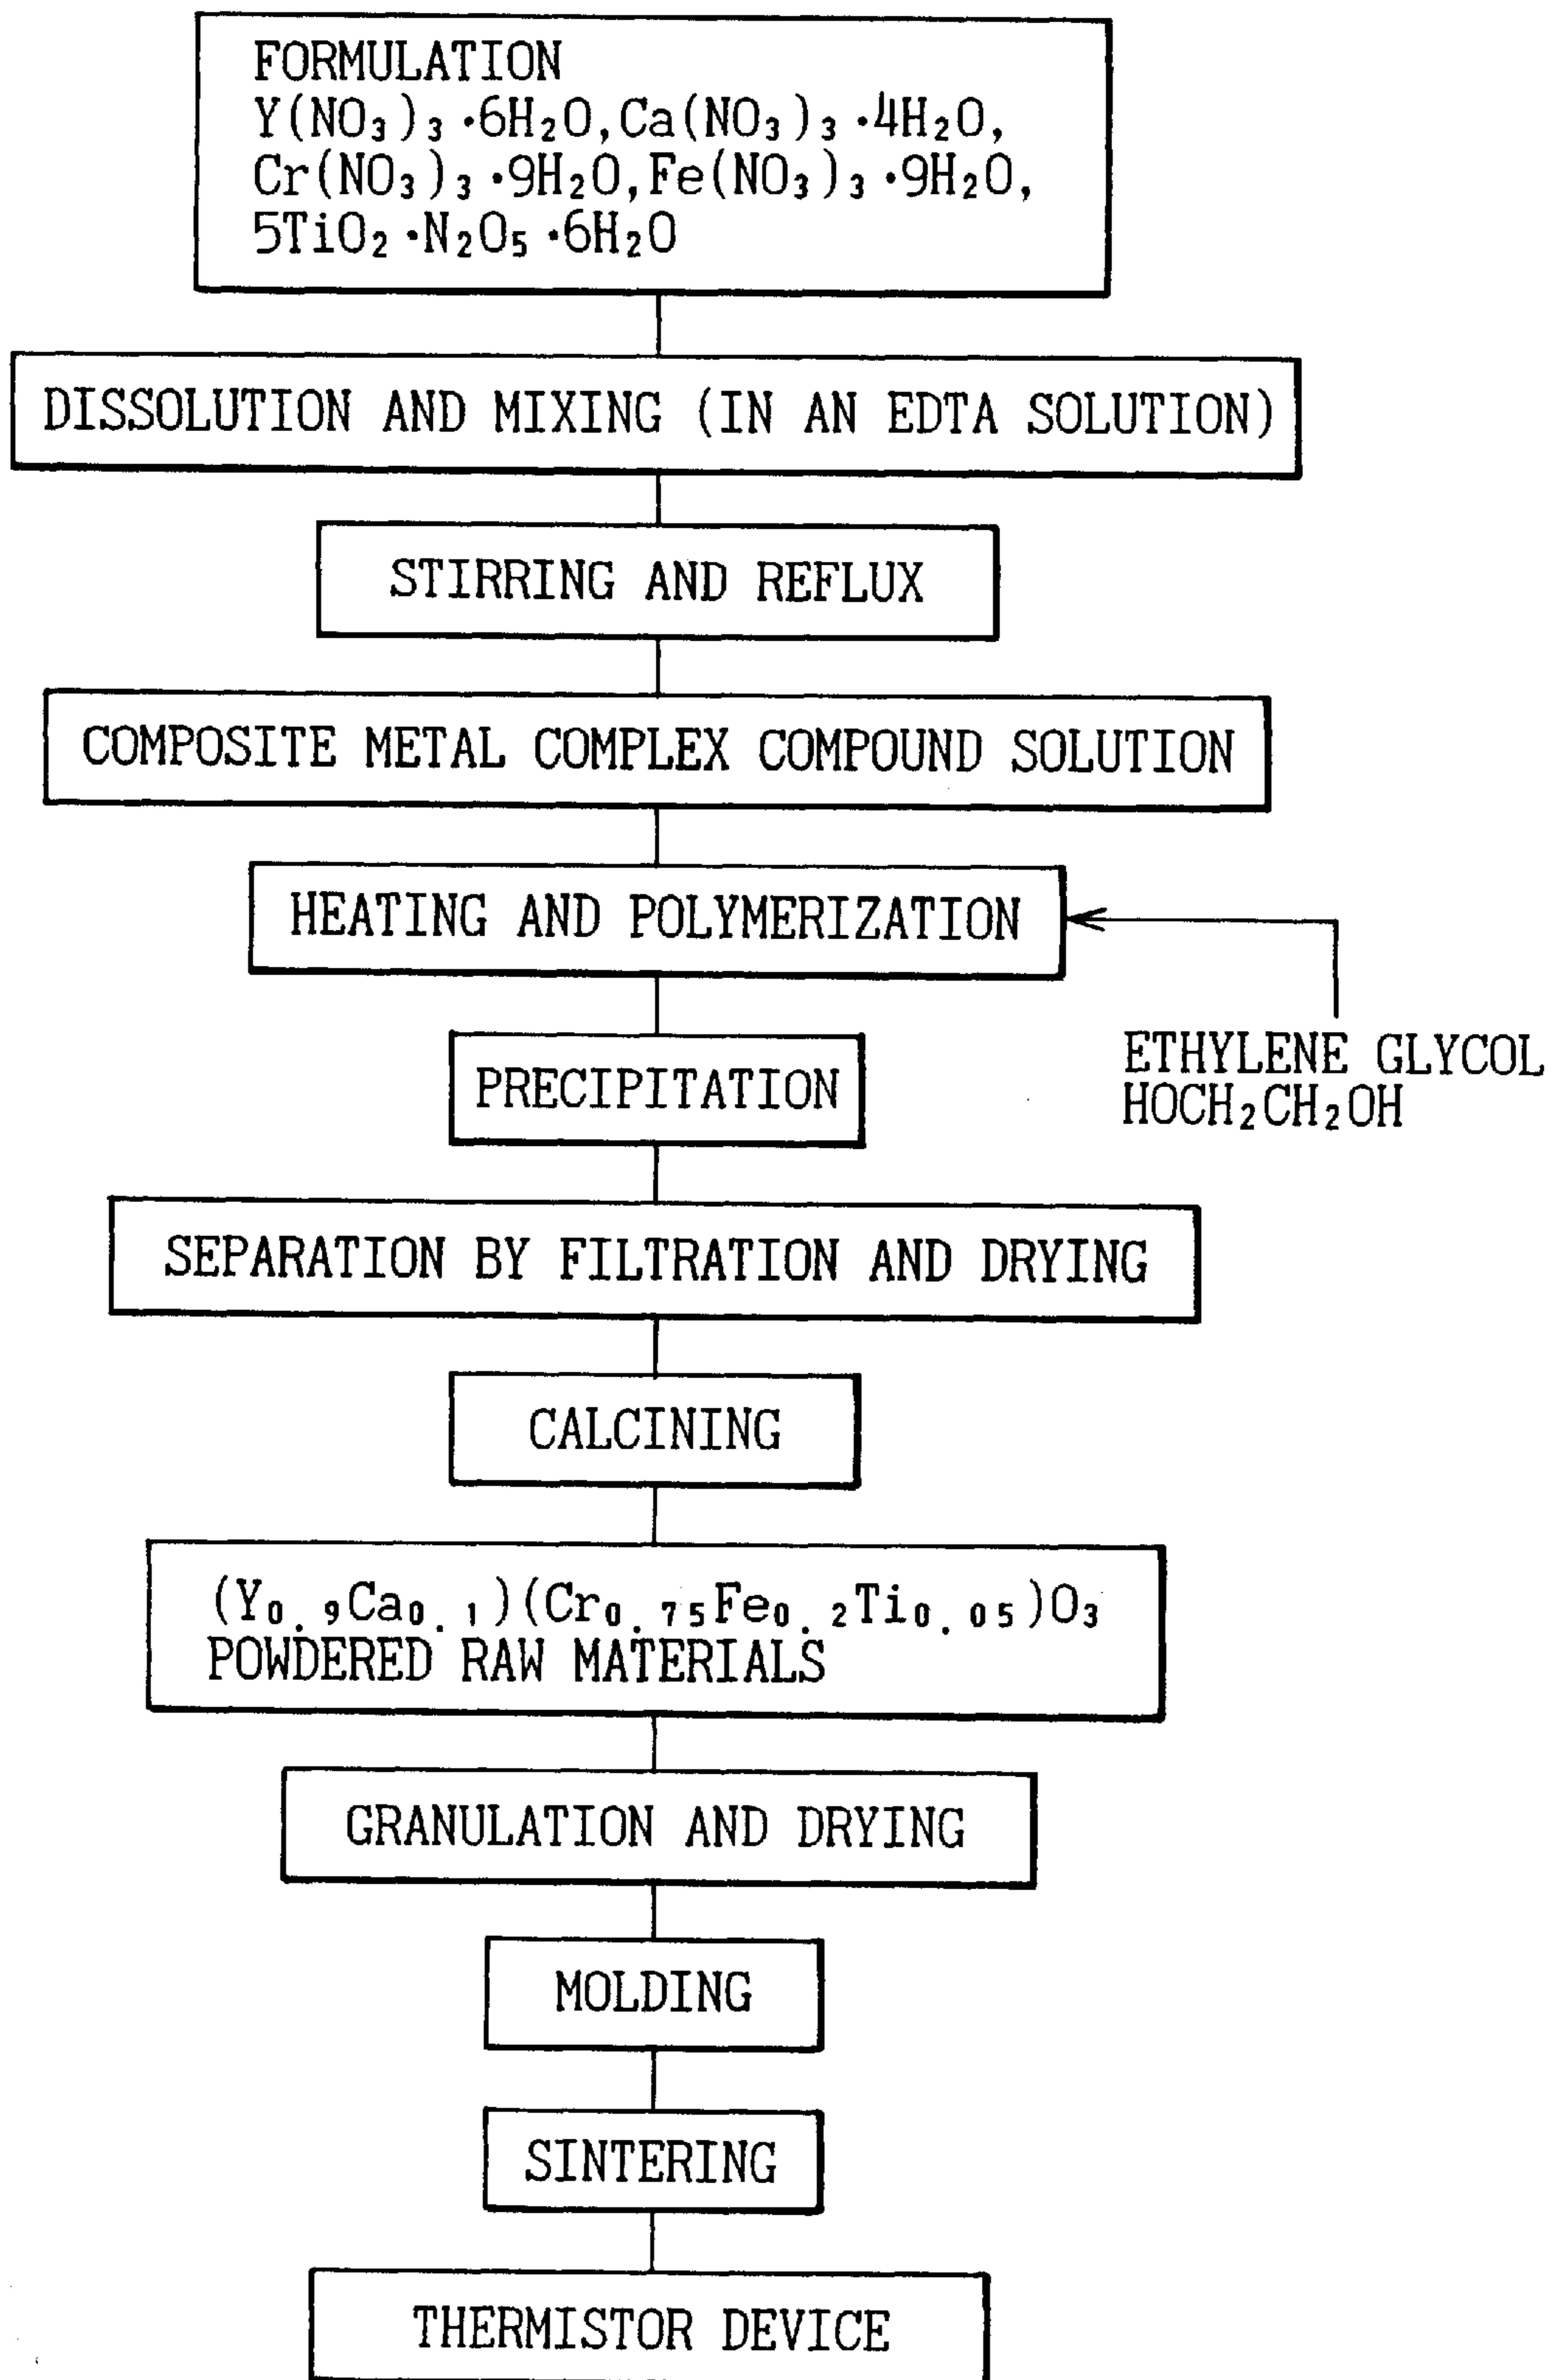 FORMULATION
Y(NO₃)₃·6H₂O,Ca(NO₃)₃·4H₂O,
Cr(NO₃)₃·9H₂O,Fe(NO₃)₃·9H₂O,
5TiO₂·N₂O₅·6H₂O
DISSOLUTION AND MIXING (IN AN EDTA SOLUTION)
STIRRING AND REFLUX
COMPOSITE METAL COMPLEX COMPOUND SOLUTION
HEATING AND POLYMERIZATION
ETHYLENE GLYCOL
HOCH₂CH₂OH
PRECIPITATION
SEPARATION BY FILTRATION AND DRYING
CALCINING
(Y₀.₉Ca₀.₁)(Cr₀.₇₅Fe₀.₂Ti₀.₀₅)O₃
POWDERED RAW MATERIALS
GRANULATION AND DRYING
MOLDING
SINTERING
THERMISTOR DEVICE